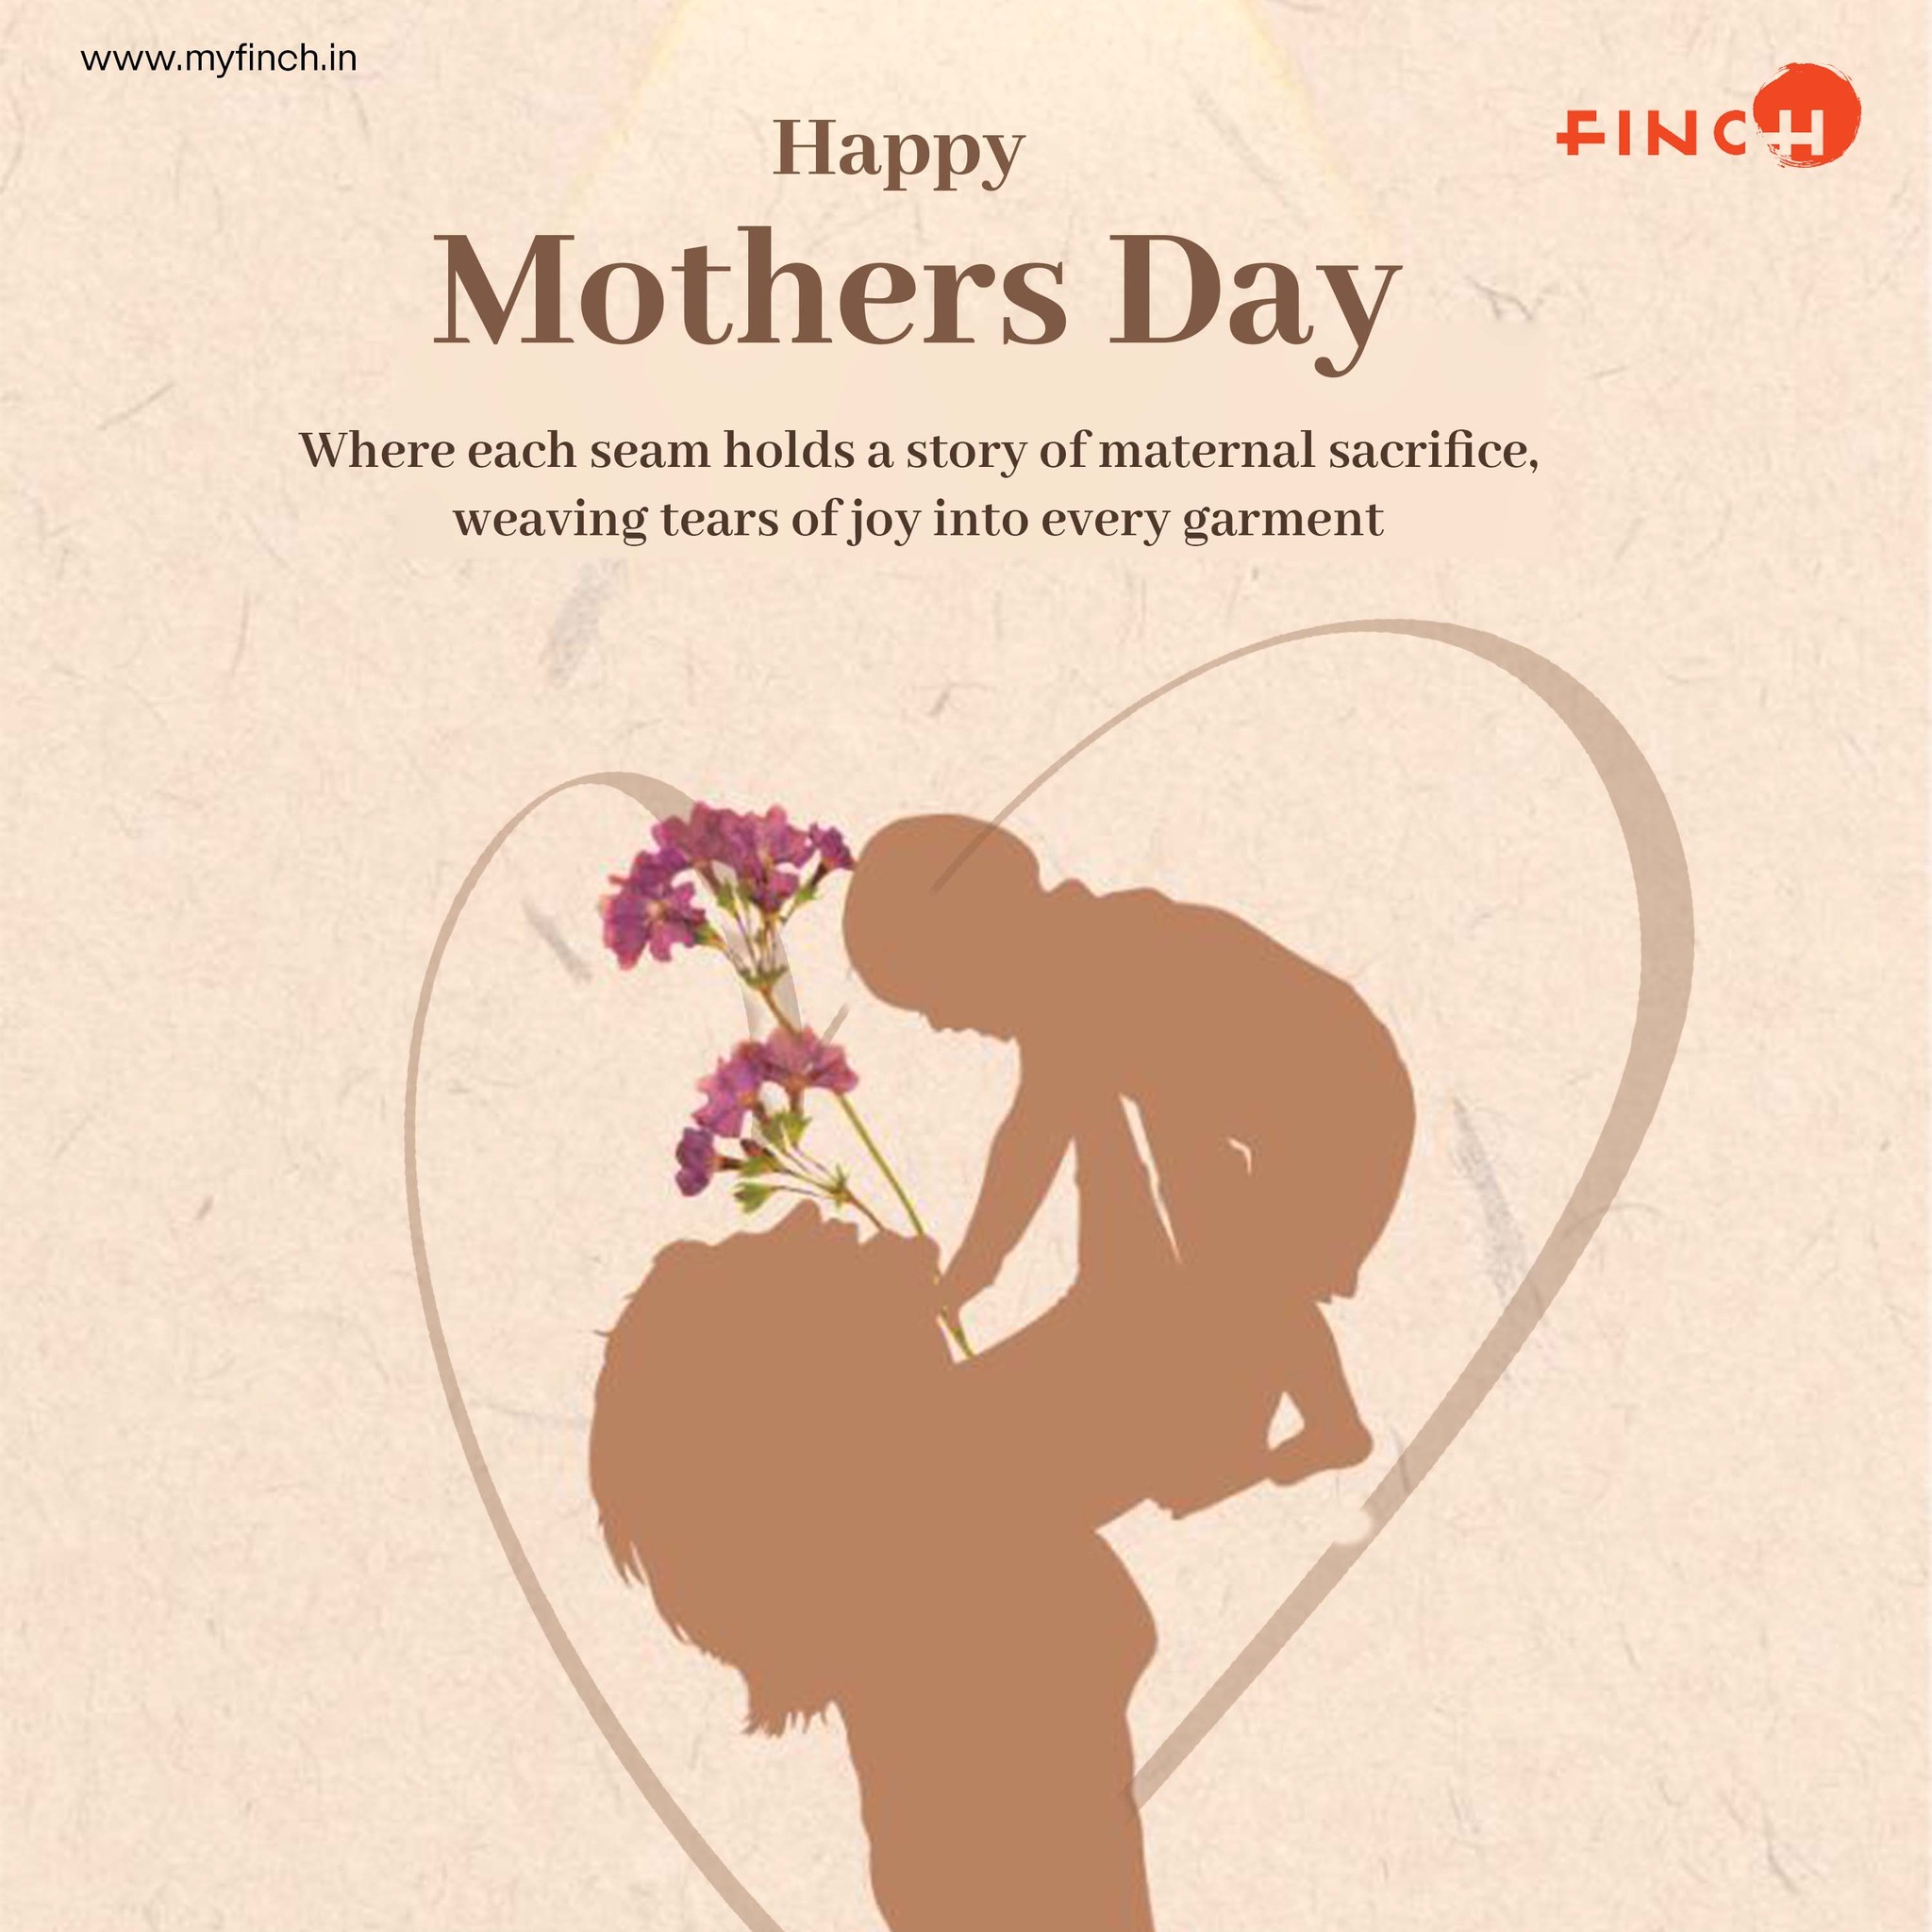 www.myfinch.in
FINCH
Happy
Mothers Day
Where each seam holds a story of maternal sacrifice,
weaving tears of joy into every garment